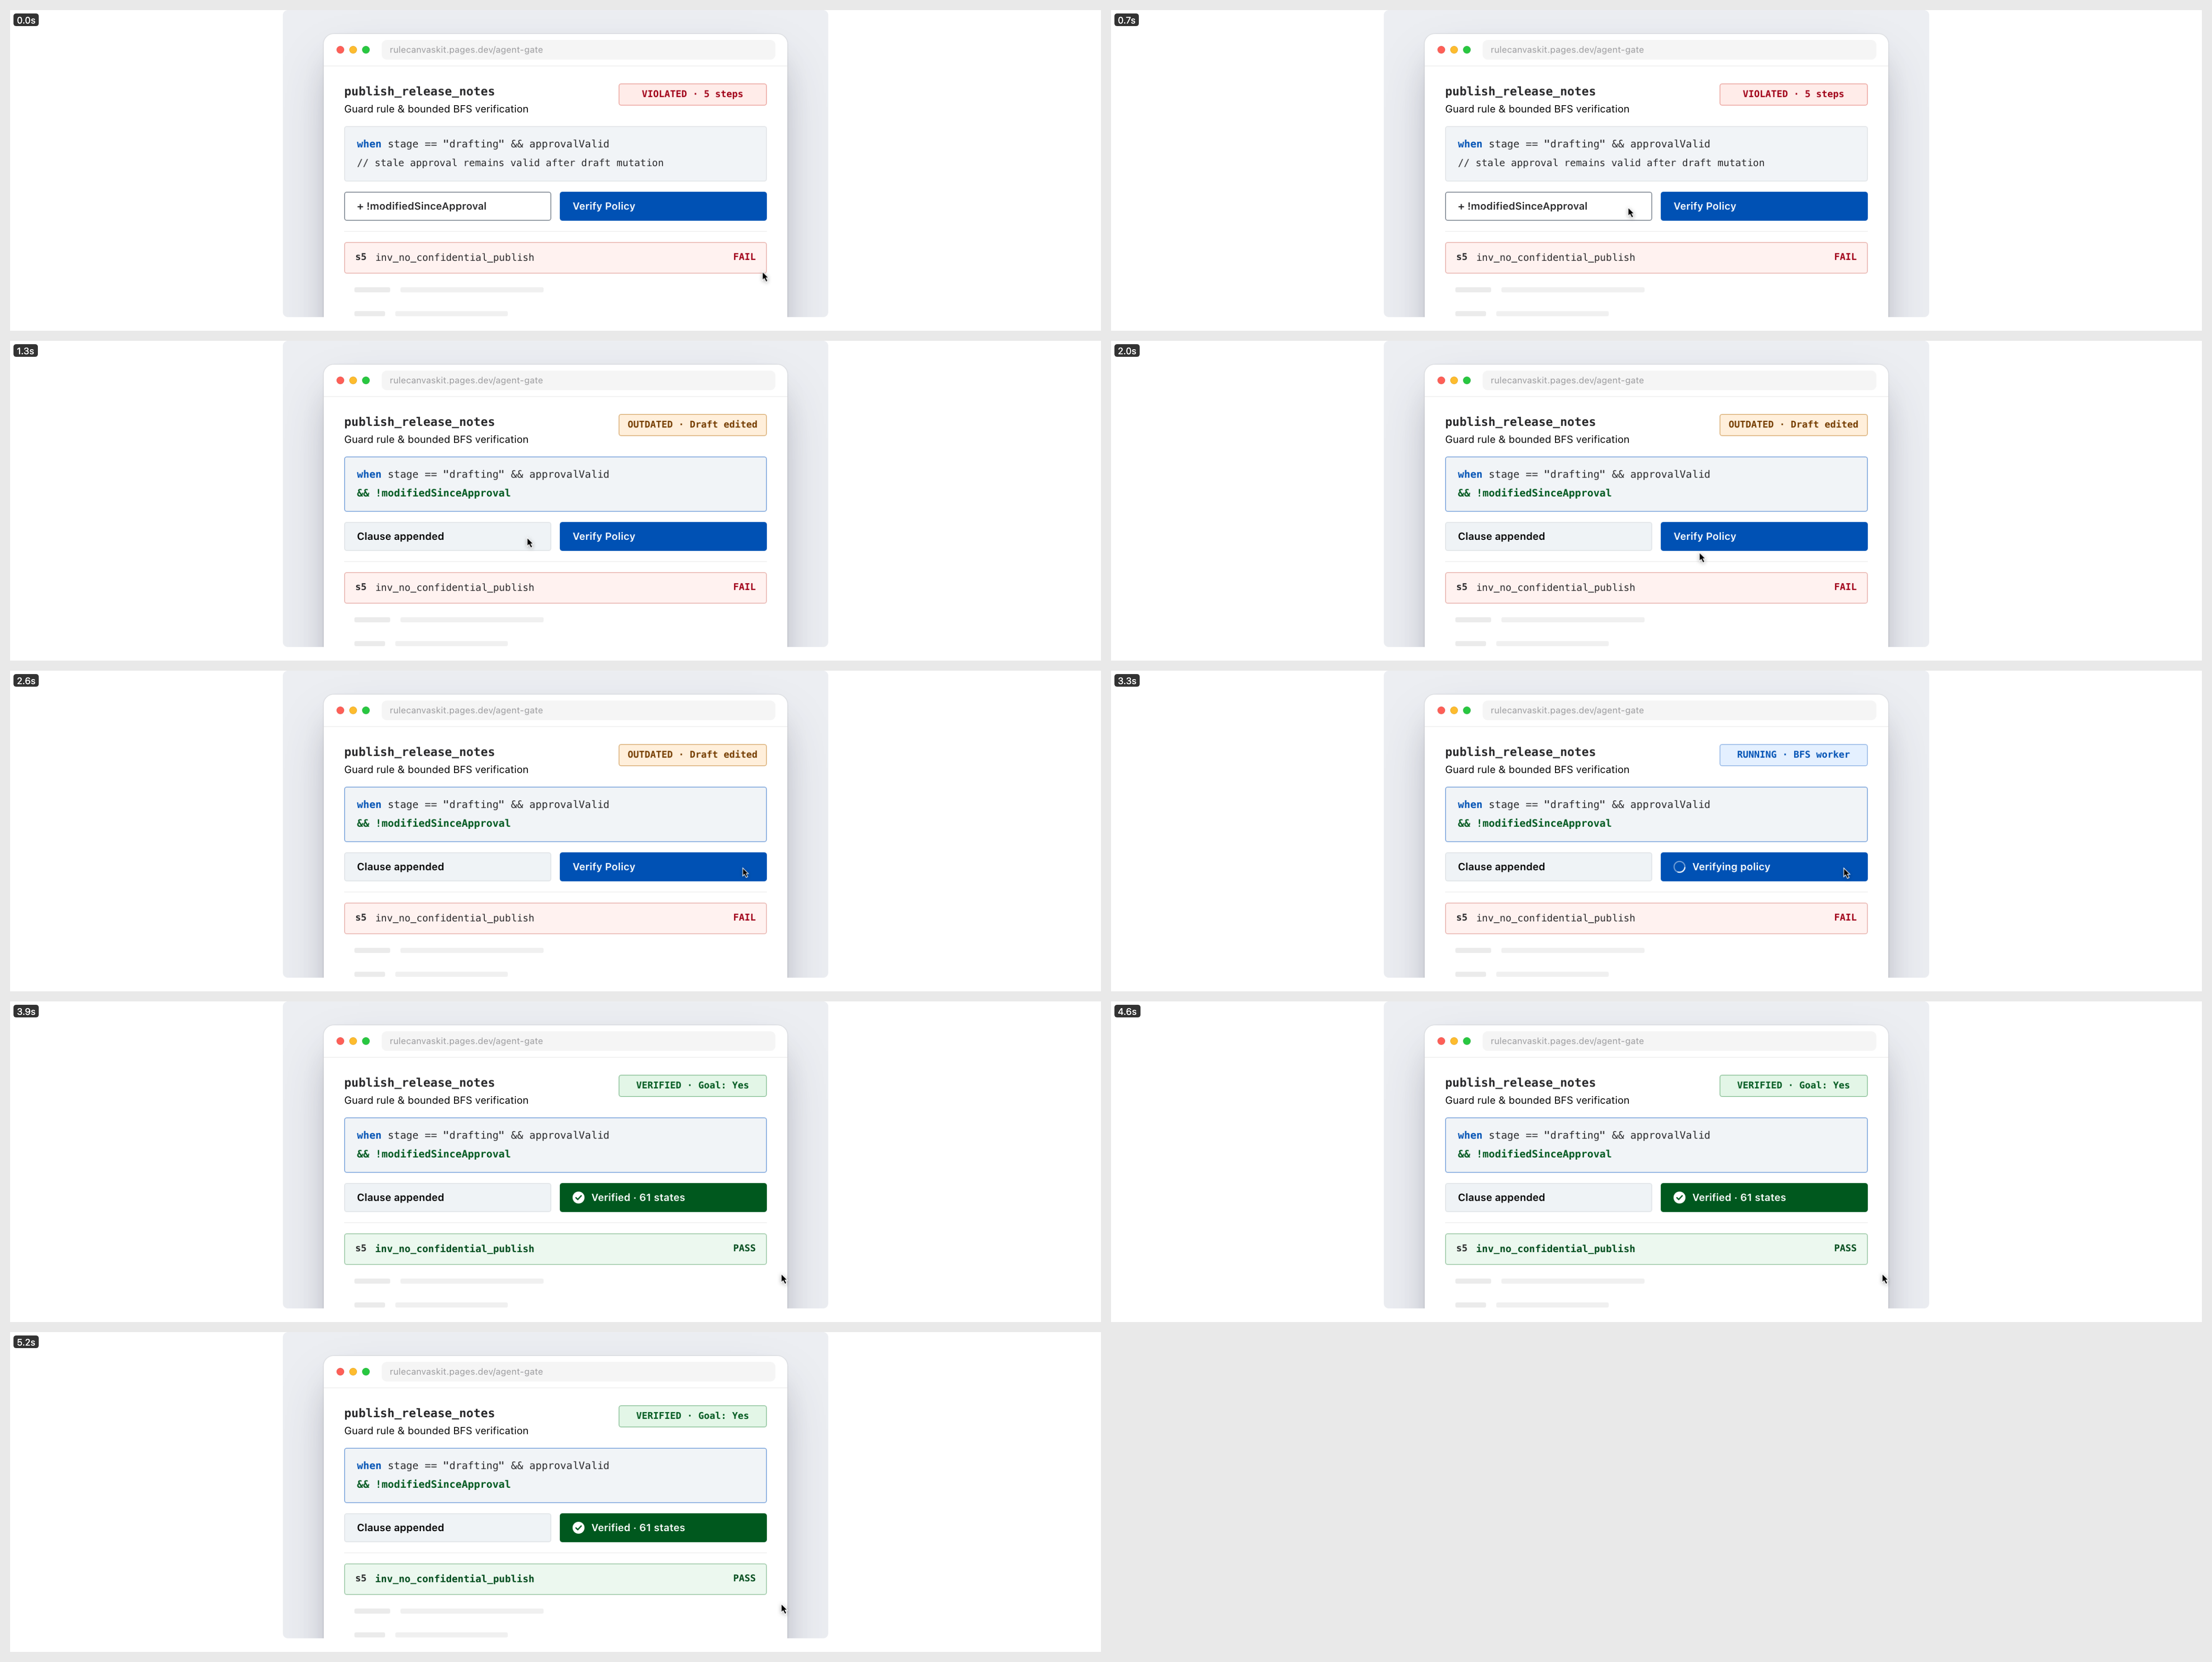 0.0s
rulecanvaskit.pages.dev/agent-gate
publish_release_notes
VIOLATED · 5 steps
Guard rule & bounded BFS verification
when stage == "drafting" && approvalValid
// stale approval remains valid after draft mutation
+ !modifiedSinceApproval
Verify Policy
s5 inv_no_confidential_publish FAIL
0.7s
rulecanvaskit.pages.dev/agent-gate
publish_release_notes
VIOLATED · 5 steps
Guard rule & bounded BFS verification
when stage == "drafting" && approvalValid
// stale approval remains valid after draft mutation
+ !modifiedSinceApproval
Verify Policy
s5 inv_no_confidential_publish FAIL
1.3s
rulecanvaskit.pages.dev/agent-gate
publish_release_notes
OUTDATED · Draft edited
Guard rule & bounded BFS verification
when stage == "drafting" && approvalValid
&& !modifiedSinceApproval
Clause appended
Verify Policy
s5 inv_no_confidential_publish FAIL
2.0s
rulecanvaskit.pages.dev/agent-gate
publish_release_notes
OUTDATED · Draft edited
Guard rule & bounded BFS verification
when stage == "drafting" && approvalValid
&& !modifiedSinceApproval
Clause appended
Verify Policy
s5 inv_no_confidential_publish FAIL
2.6s
rulecanvaskit.pages.dev/agent-gate
publish_release_notes
OUTDATED · Draft edited
Guard rule & bounded BFS verification
when stage == "drafting" && approvalValid
&& !modifiedSinceApproval
Clause appended
Verify Policy
s5 inv_no_confidential_publish FAIL
3.3s
rulecanvaskit.pages.dev/agent-gate
publish_release_notes
RUNNING · BFS worker
Guard rule & bounded BFS verification
when stage == "drafting" && approvalValid
&& !modifiedSinceApproval
Clause appended
Verifying policy
s5 inv_no_confidential_publish FAIL
3.9s
rulecanvaskit.pages.dev/agent-gate
publish_release_notes
VERIFIED · Goal: Yes
Guard rule & bounded BFS verification
when stage == "drafting" && approvalValid
&& !modifiedSinceApproval
Clause appended
Verified · 61 states
s5 inv_no_confidential_publish PASS
4.6s
rulecanvaskit.pages.dev/agent-gate
publish_release_notes
VERIFIED · Goal: Yes
Guard rule & bounded BFS verification
when stage == "drafting" && approvalValid
&& !modifiedSinceApproval
Clause appended
Verified · 61 states
s5 inv_no_confidential_publish PASS
5.2s
rulecanvaskit.pages.dev/agent-gate
publish_release_notes
VERIFIED · Goal: Yes
Guard rule & bounded BFS verification
when stage == "drafting" && approvalValid
&& !modifiedSinceApproval
Clause appended
Verified · 61 states
s5 inv_no_confidential_publish PASS